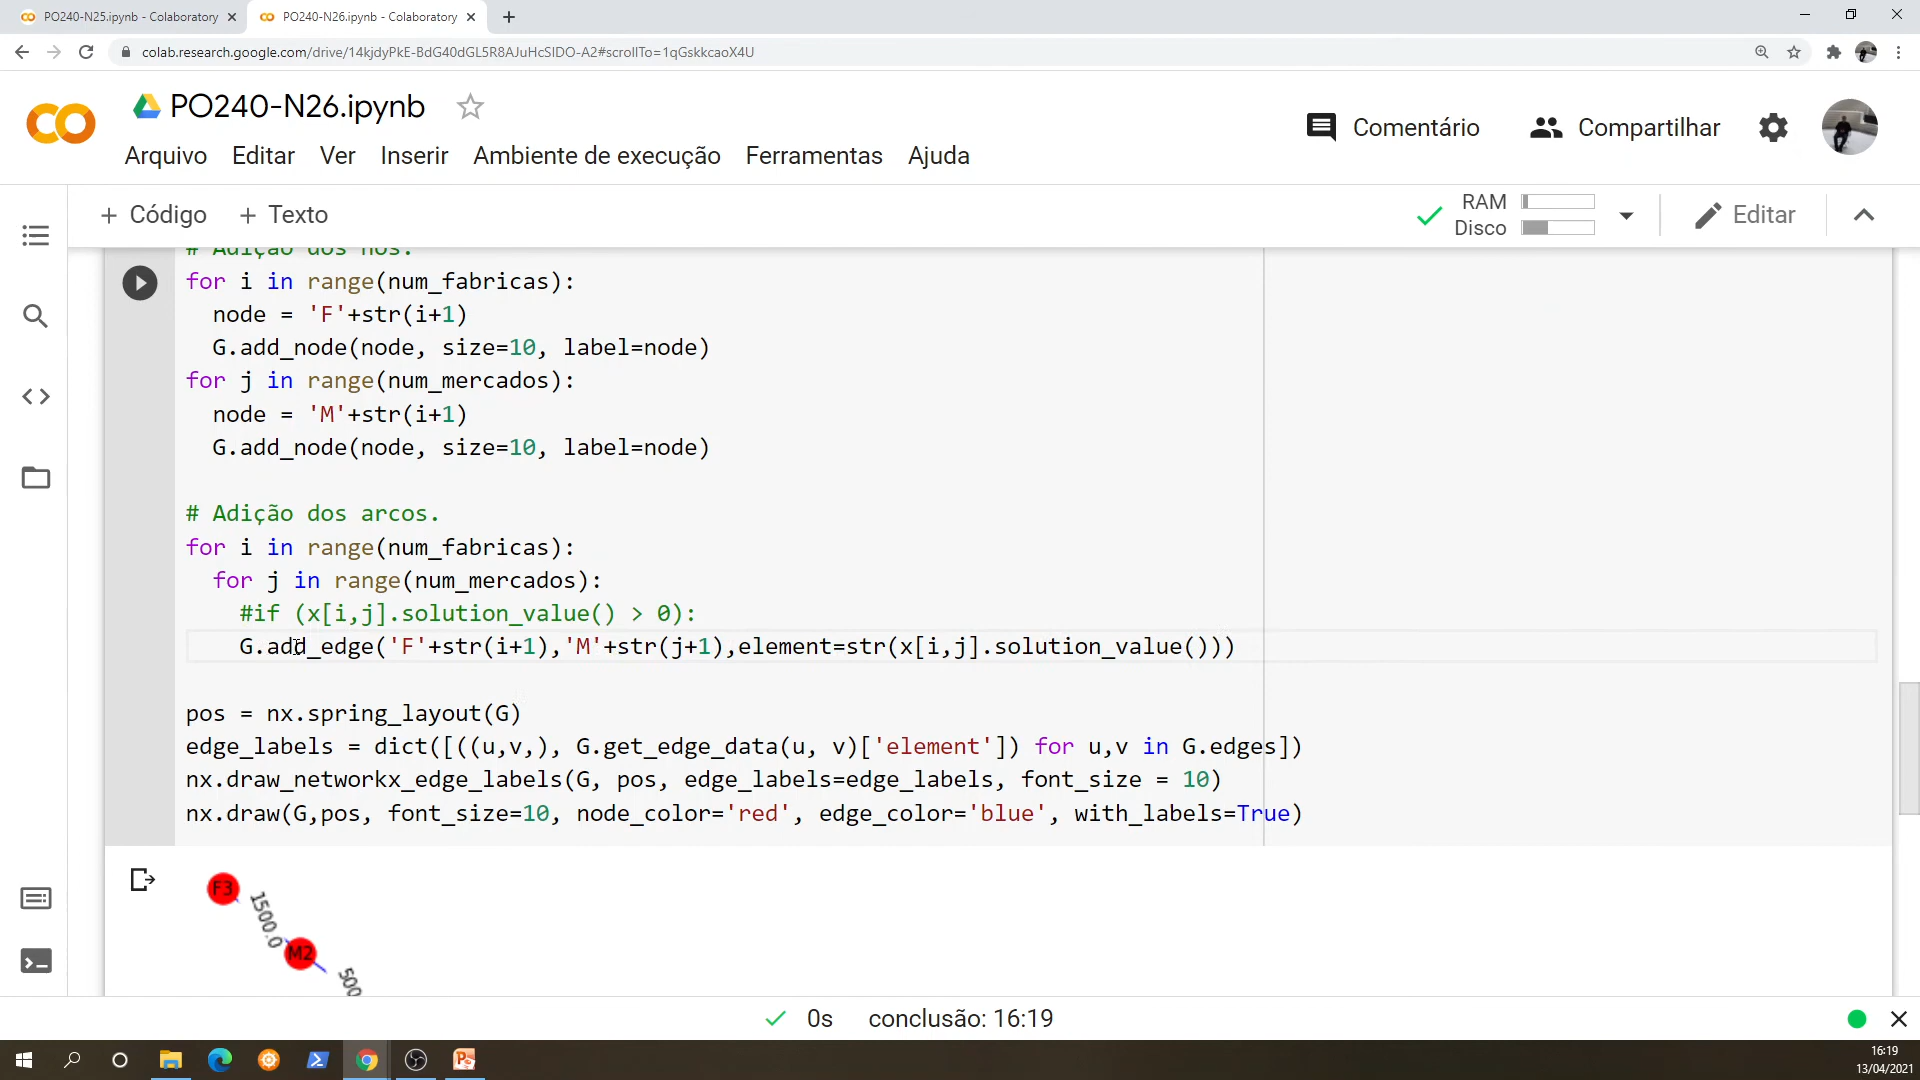 PO240-N25.ipynb - Colaboratory
PO240-N26.ipynb - Colaboratory
colab.research.google.com/drive/14kjdyPkE-BdG40dGL5R8AJuHcSIDO-A2#scrollTo=1qGskkcaoX4U
PO240-N26.ipynb
Comentário
Compartilhar
Arquivo Editar Ver Inserir Ambiente de execução Ferramentas Ajuda
+ Código + Texto
RAM
Disco
Editar
# Adição dos nós.
for i in range(num_fabricas):
  node = 'F'+str(i+1)
  G.add_node(node, size=10, label=node)
for j in range(num_mercados):
  node = 'M'+str(i+1)
  G.add_node(node, size=10, label=node)
# Adição dos arcos.
for i in range(num_fabricas):
  for j in range(num_mercados):
    #if (x[i,j].solution_value() > 0):
    G.add_edge('F'+str(i+1),'M'+str(j+1),element=str(x[i,j].solution_value()))
pos = nx.spring_layout(G)
edge_labels = dict([((u,v,), G.get_edge_data(u, v)['element']) for u,v in G.edges])
nx.draw_networkx_edge_labels(G, pos, edge_labels=edge_labels, font_size = 10)
nx.draw(G,pos, font_size=10, node_color='red', edge_color='blue', with_labels=True)
F3
1500.0
M2
500
0s conclusão: 16:19
16:19
13/04/2021